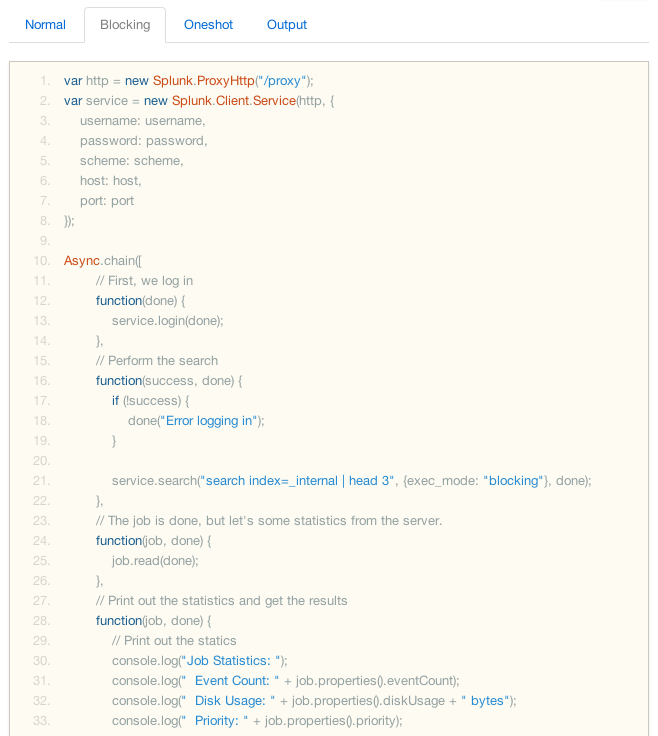 Normal Blocking Oneshot Output
1. var http = new Splunk.ProxyHttp("/proxy");
2. var service = new Splunk.Client.Service(http, {
3. username: username,
4. password: password,
5. scheme: scheme,
6. host: host,
7. port: port
8. });
9.
10. Async.chain([
11. // First, we log in
12. function(done) {
13. service.login(done);
14. },
15. // Perform the search
16. function(success, done) {
17. if (!success) {
18. done("Error logging in");
19. }
20.
21. service.search("search index=_internal | head 3", {exec_mode: "blocking"}, done);
22. },
23. // The job is done, but let's some statistics from the server.
24. function(job, done) {
25. job.read(done);
26. },
27. // Print out the statistics and get the results
28. function(job, done) {
29. // Print out the statics
30. console.log("Job Statistics: ");
31. console.log("  Event Count: " + job.properties().eventCount);
32. console.log("  Disk Usage: " + job.properties().diskUsage + " bytes");
33. console.log("  Priority: " + job.properties().priority);